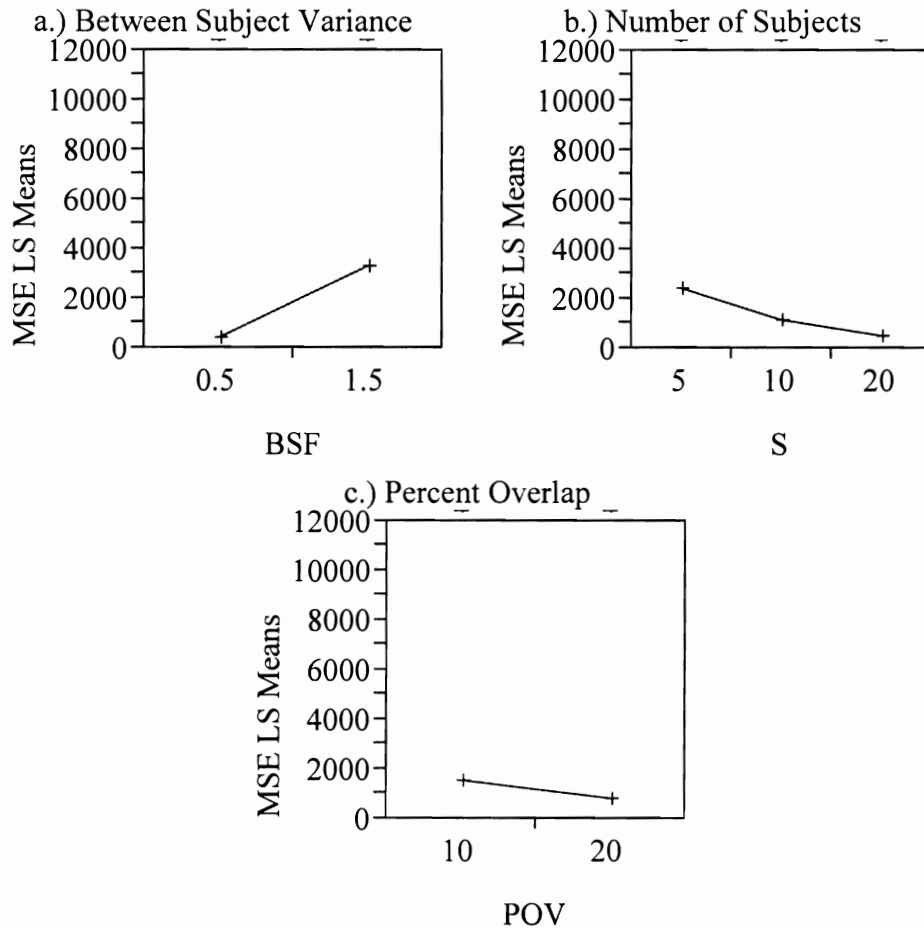 a.) Between Subject Variance
12000
10000
8000
6000
4000
2000
0
MSE LS Means
0.5 1.5
BSF
b.) Number of Subjects
12000
10000
8000
6000
4000
2000
0
MSE LS Means
5 10 20
S
c.) Percent Overlap
12000
10000
8000
6000
4000
2000
0
MSE LS Means
10 20
POV